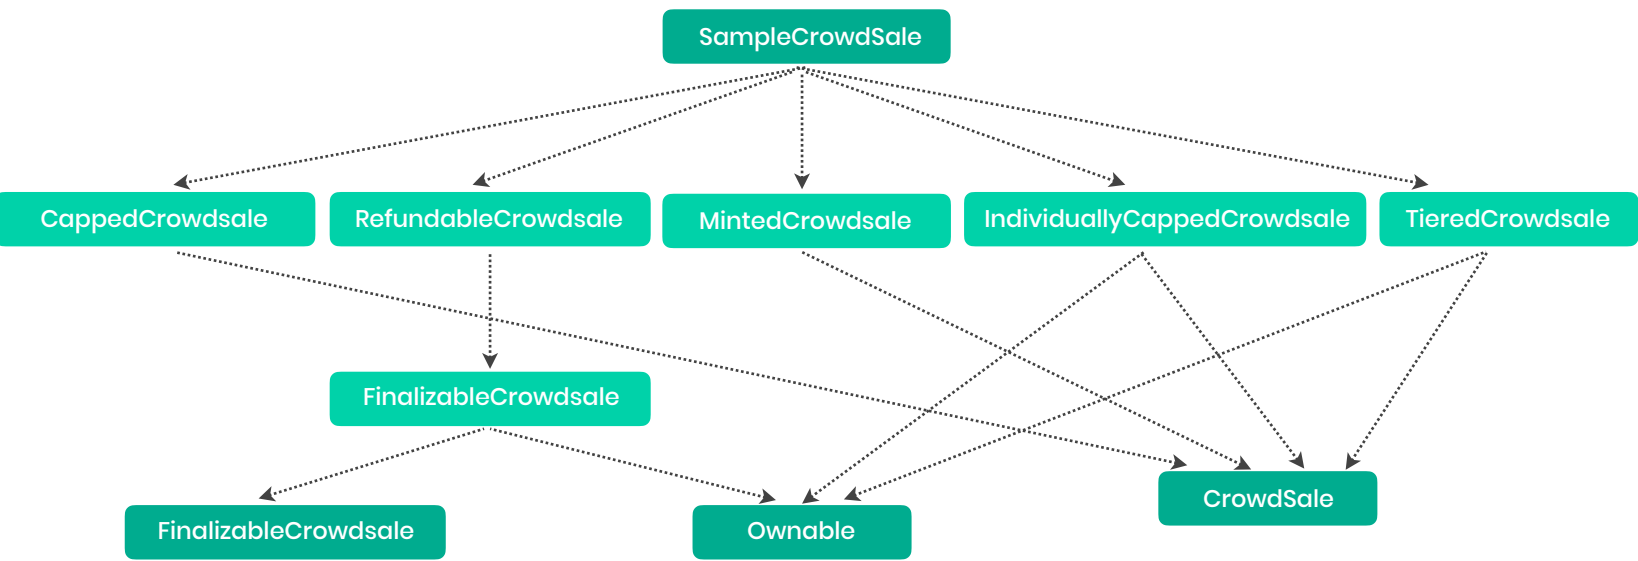 SampleCrowdSale
CappedCrowdsale
RefundableCrowdsale
MintedCrowdsale
IndividuallyCappedCrowdsale
TieredCrowdsale
FinalizableCrowdsale
CrowdSale
FinalizableCrowdsale
Ownable